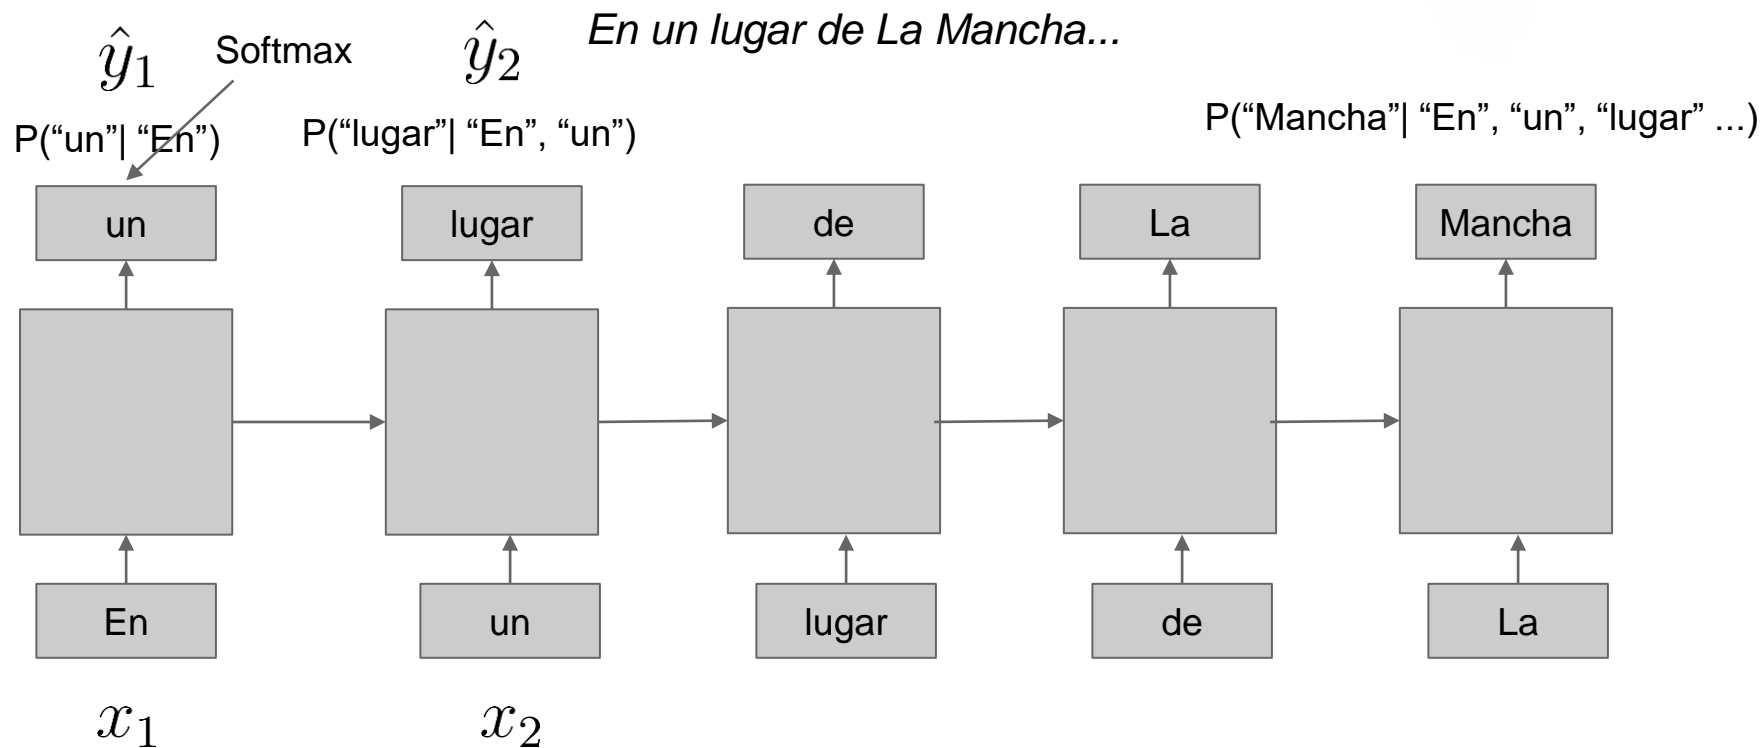 En un lugar de La Mancha...
ŷ₁
Softmax
ŷ₂
P(“un”| “En”)
P(“lugar”| “En”, “un”)
P(“Mancha”| “En”, “un”, “lugar” ...)
un
lugar
de
La
Mancha
En
un
lugar
de
La
x₁
x₂